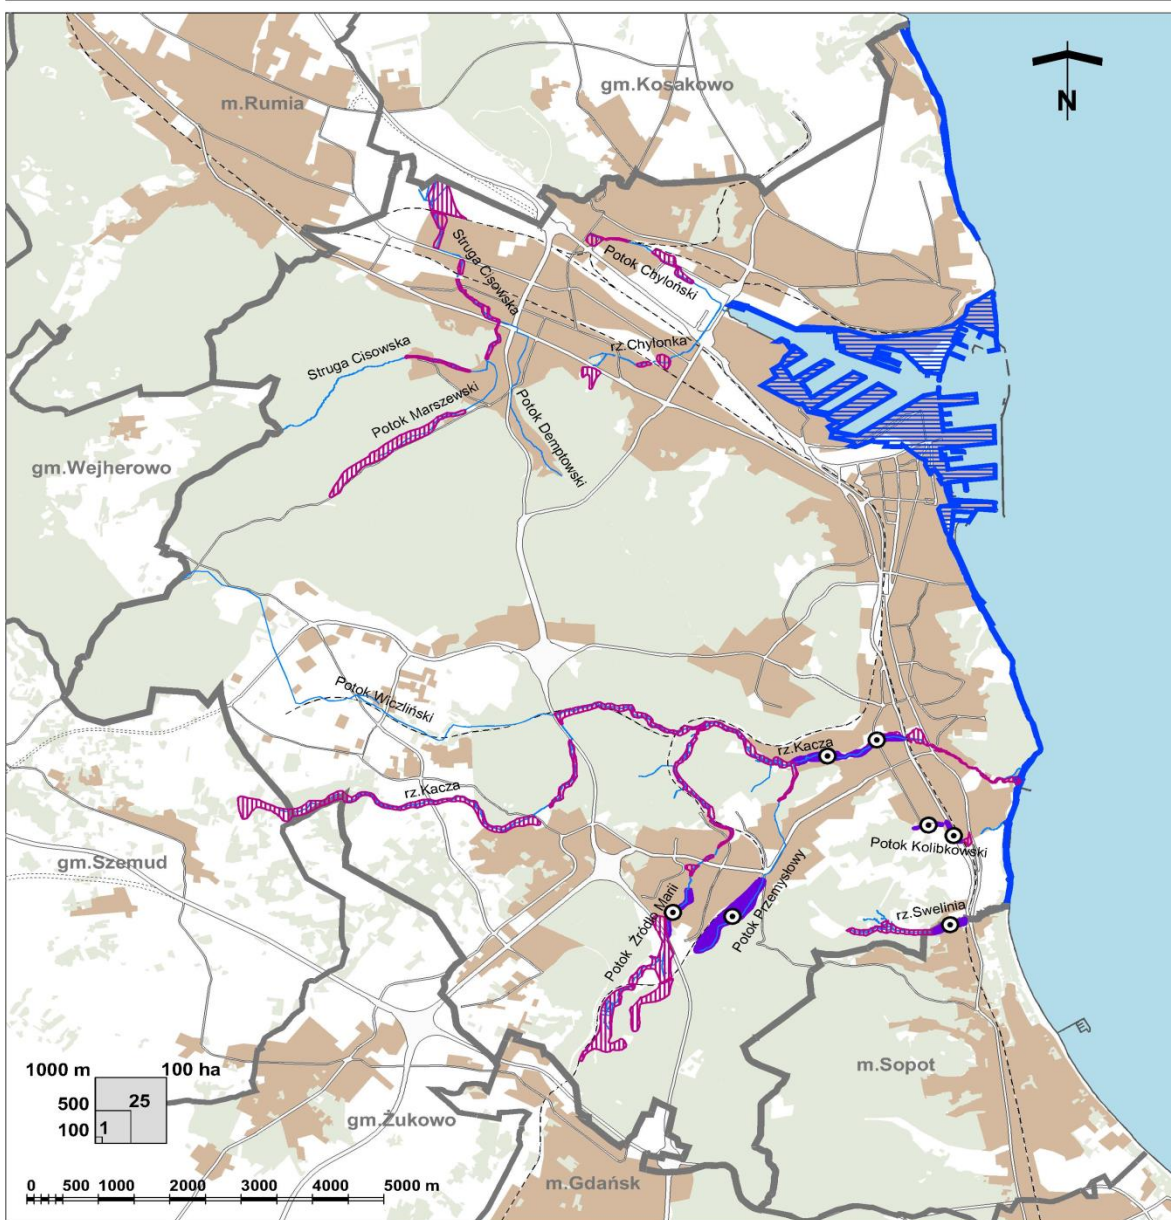 gm.Kosakowo
m.Rumia
N
Struga Cisowska
Potok Chyloński
rz.Chylonka
Struga Cisowska
Potok Marszewski
Potok Demptowski
gm.Wejherowo
Potok Wiczliński
rz.Kacza
rz.Kacza
Potok Kolibkowski
gm.Szemud
Potok Źródło Marii
Potok Przemysłowy
rz.Swelinia
m.Sopot
1000 m 100 ha
500 25
100 1
gm.Żukowo
m.Gdańsk
0 500 1000 2000 3000 4000 5000 m